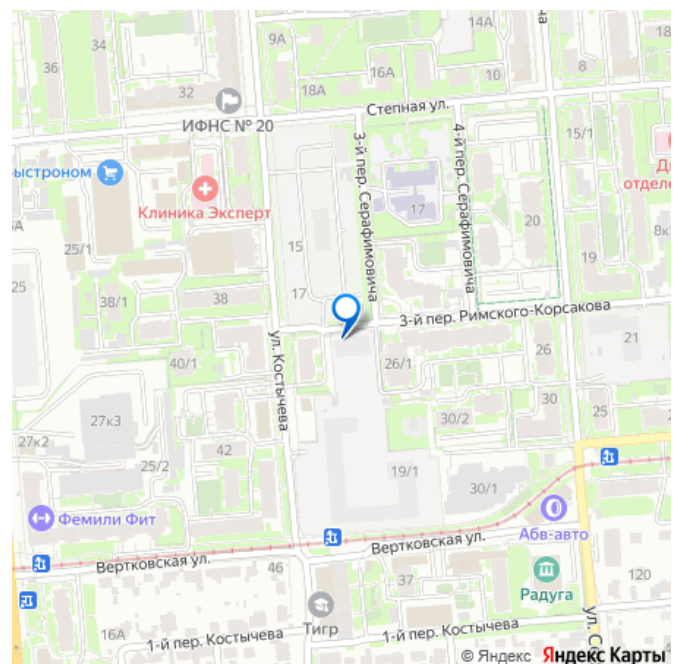 9А
14А
18
34
36
16А
10
8
18А
32
Степная ул.
ИФНС № 20
15/1
ыстроном
3-й пер. Серафимовича
4-й пер. Серафимовича
Клиника Эксперт
17
20
25/1
15
19
8к
25
38/1
38
17
3-й пер. Римского-Корсакова
21
ул. Костычева
40/1
26/1
26
27к3
30
30/2
25
27к2
42
25/2
19/1
30/1
Фемили Фит
Абв-авто
Вертковская ул.
Вертковская ул.
46
37
Радуга
120
16А
Тигр
1-й пер. Костычева
1-й пер. Костычева
© Яндекс Яндекс Карты